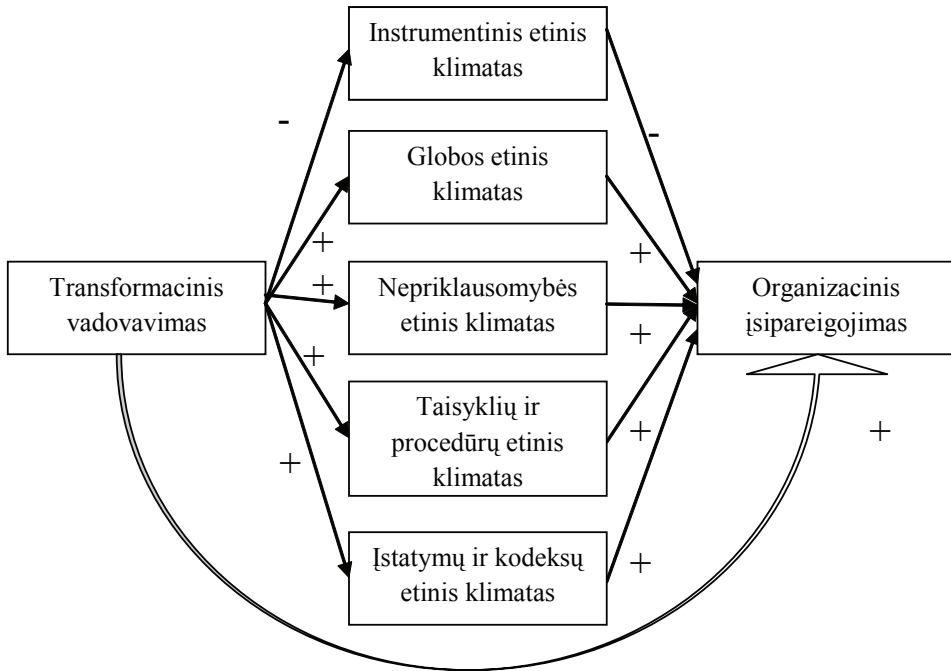 Instrumentinis etinis
klimatas
-
-
Globos etinis
klimatas
+
+
Transformacinis
vadovavimas
+
Nepriklausomybės
etinis klimatas
+
Organizacinis
įsipareigojimas
+
Taisyklių ir
procedūrų etinis
klimatas
+
+
+
Įstatymų ir kodeksų
etinis klimatas
+